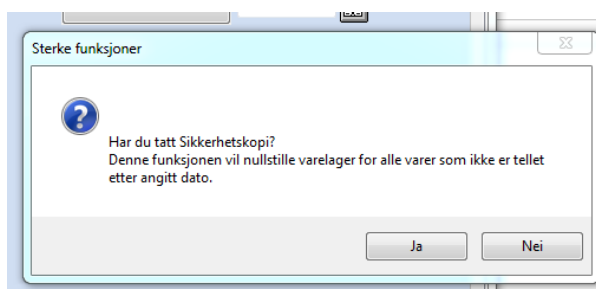 Sterke funksjoner
Har du tatt Sikkerhetskopi?
Denne funksjonen vil nullstille varelager for alle varer som ikke er tellet
etter angitt dato.
Ja
Nei